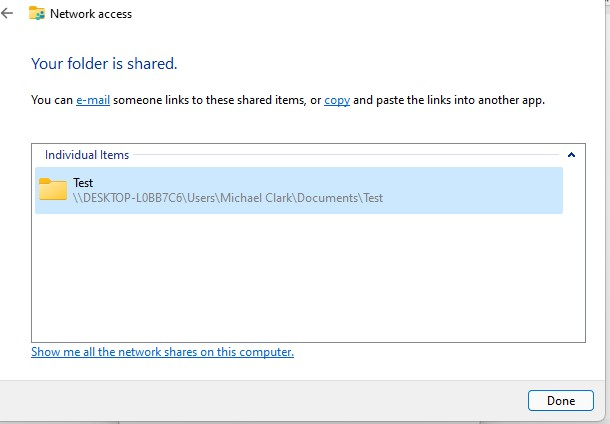 Network access
Your folder is shared.
You can e-mail someone links to these shared items, or copy and paste the links into another app.
Individual Items
Test
\\DESKTOP-L0BB7C6\Users\Michael Clark\Documents\Test
Show me all the network shares on this computer.
Done